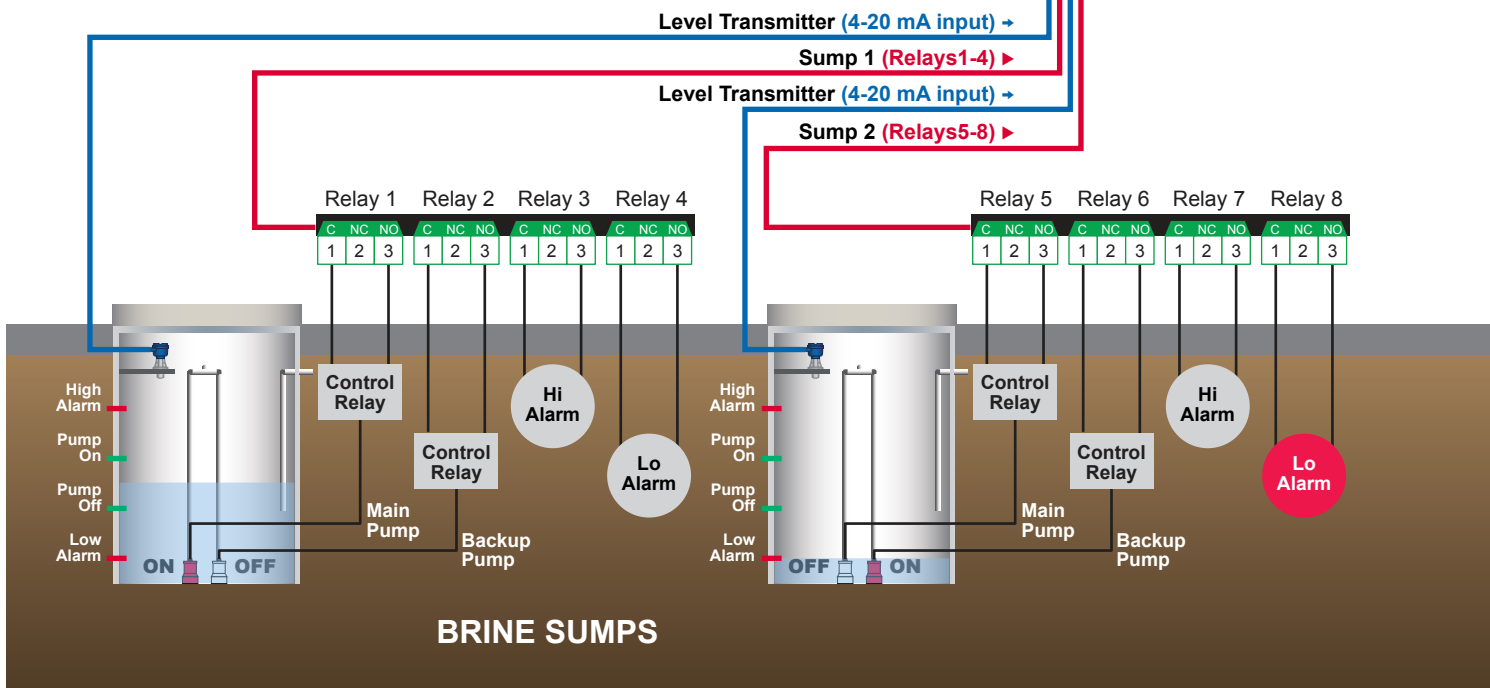 Level Transmitter (4-20 mA input) →
Sump 1 (Relays1-4) ►
Level Transmitter (4-20 mA input) →
Sump 2 (Relays5-8) ►
Relay 1 Relay 2 Relay 3 Relay 4
C NC NO C NC NO C NC NO C NC NO
1 2 3 1 2 3 1 2 3 1 2 3
Relay 5 Relay 6 Relay 7 Relay 8
C NC NO C NC NO C NC NO C NC NO
1 2 3 1 2 3 1 2 3 1 2 3
High
Alarm
Pump
On
Pump
Off
Low
Alarm
ON OFF
Control
Relay
Control
Relay
Hi
Alarm
Lo
Alarm
Main
Pump
Backup
Pump
High
Alarm
Pump
On
Pump
Off
Low
Alarm
OFF ON
Control
Relay
Control
Relay
Hi
Alarm
Lo
Alarm
Main
Pump
Backup
Pump
BRINE SUMPS